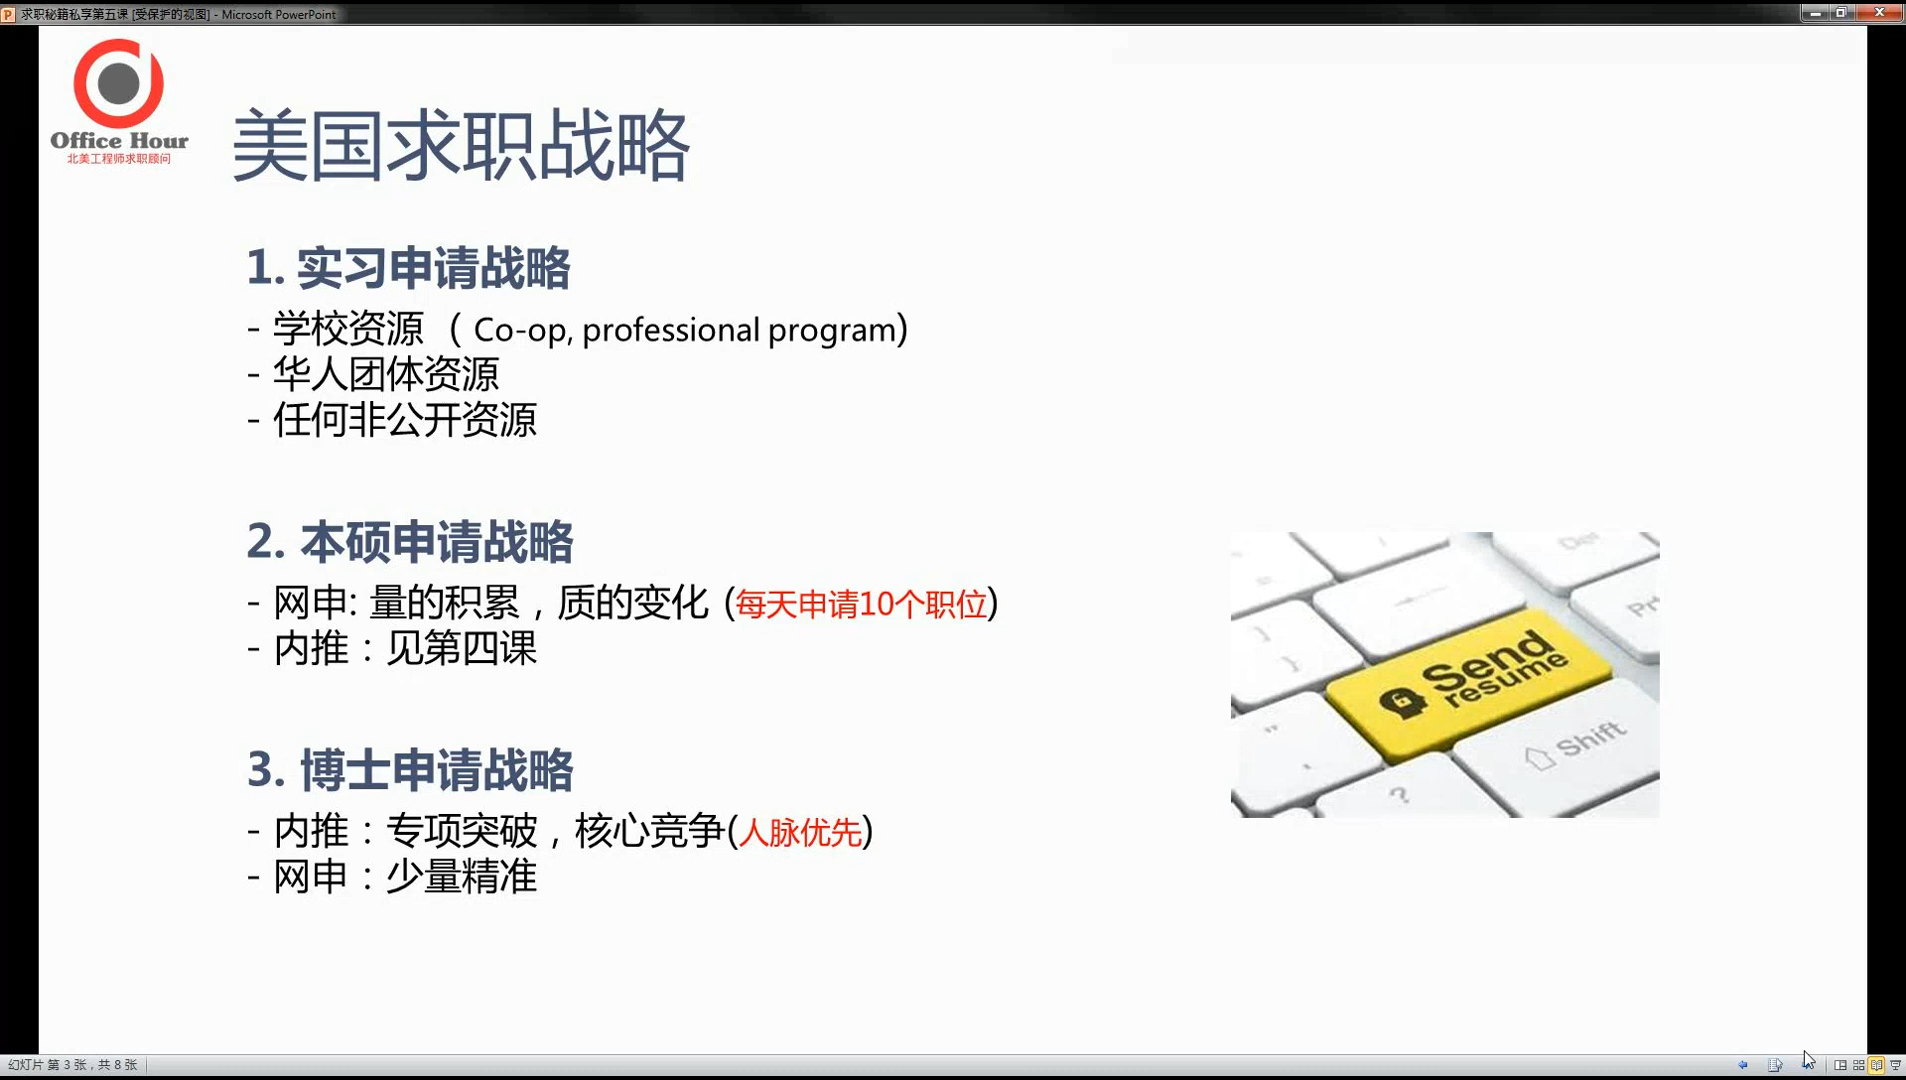 求职秘籍私享第五课 [受保护的视图] - Microsoft PowerPoint
Office Hour
北美工程师求职顾问
美国求职战略
1. 实习申请战略
- 学校资源 （ Co-op, professional program)
- 华人团体资源
- 任何非公开资源
2. 本硕申请战略
- 网申: 量的积累，质的变化 (每天申请10个职位)
- 内推：见第四课
3. 博士申请战略
- 内推：专项突破，核心竞争(人脉优先)
- 网申：少量精准
Send
resume
Shift
?
幻灯片 第 3 张，共 8 张